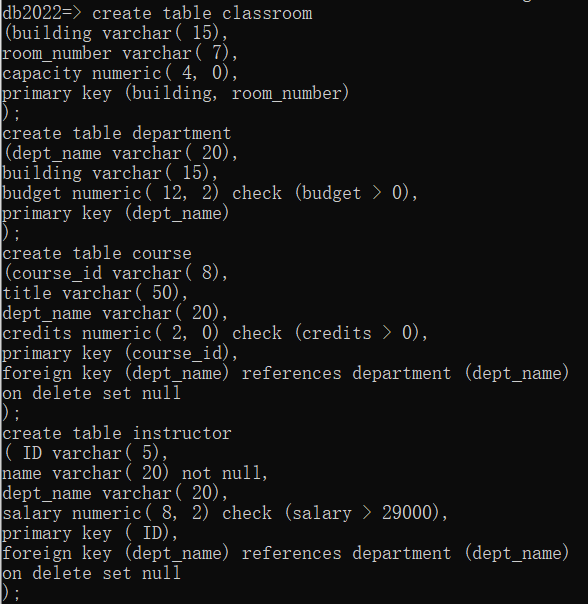 db2022=> create table classroom
(building varchar( 15),
room_number varchar( 7),
capacity numeric( 4, 0),
primary key (building, room_number)
);
create table department
(dept_name varchar( 20),
building varchar( 15),
budget numeric( 12, 2) check (budget > 0),
primary key (dept_name)
);
create table course
(course_id varchar( 8),
title varchar( 50),
dept_name varchar( 20),
credits numeric( 2, 0) check (credits > 0),
primary key (course_id),
foreign key (dept_name) references department (dept_name)
on delete set null
);
create table instructor
( ID varchar( 5),
name varchar( 20) not null,
dept_name varchar( 20),
salary numeric( 8, 2) check (salary > 29000),
primary key ( ID),
foreign key (dept_name) references department (dept_name)
on delete set null
);